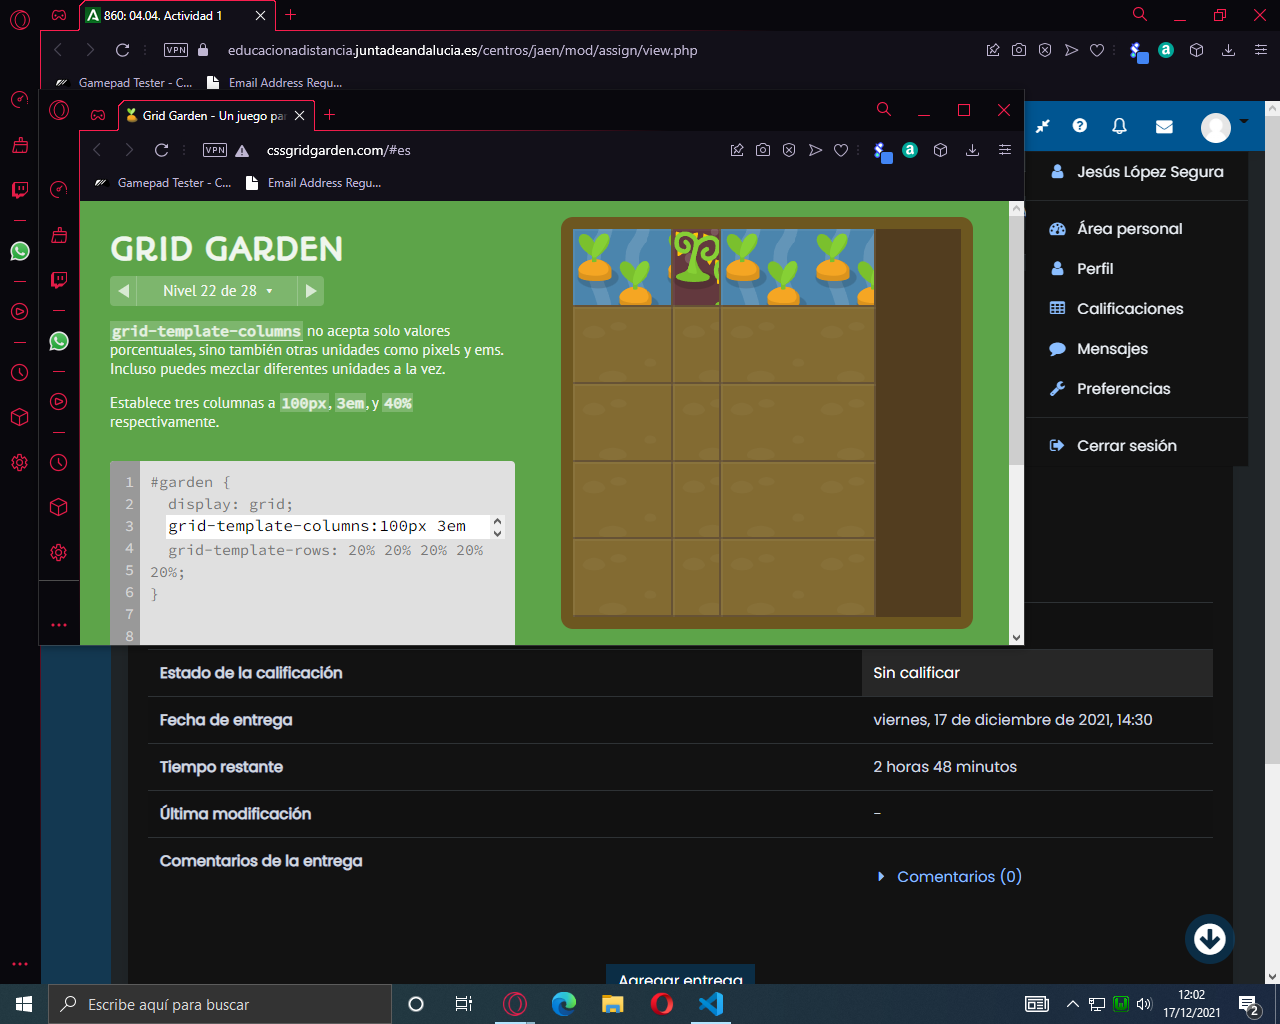 860: 04.04. Actividad 1
VPN
educacionadistancia.juntadeandalucia.es/centros/jaen/mod/assign/view.php
Gamepad Tester - C...
Email Address Requ...
Grid Garden - Un juego par
VPN
cssgridgarden.com/#es
Gamepad Tester - C...
Email Address Regu...
Jesús López Segura
Área personal
Perfil
Calificaciones
Mensajes
Preferencias
Cerrar sesión
GRID GARDEN
Nivel 22 de 28
grid-template-columns no acepta solo valores
porcentuales, sino también otras unidades como pixels y ems.
Incluso puedes mezclar diferentes unidades a la vez.
Establece tres columnas a 100px, 3em, y 40%
respectivamente.
1 #garden {
2 display: grid;
3 grid-template-columns:100px 3em
4 grid-template-rows: 20% 20% 20% 20%
5 20%;
6 }
7
8
Estado de la calificación
Sin calificar
Fecha de entrega
viernes, 17 de diciembre de 2021, 14:30
Tiempo restante
2 horas 48 minutos
Última modificación
-
Comentarios de la entrega
Comentarios (0)
Agregar entrega
Escribe aquí para buscar
12:02
17/12/2021
2